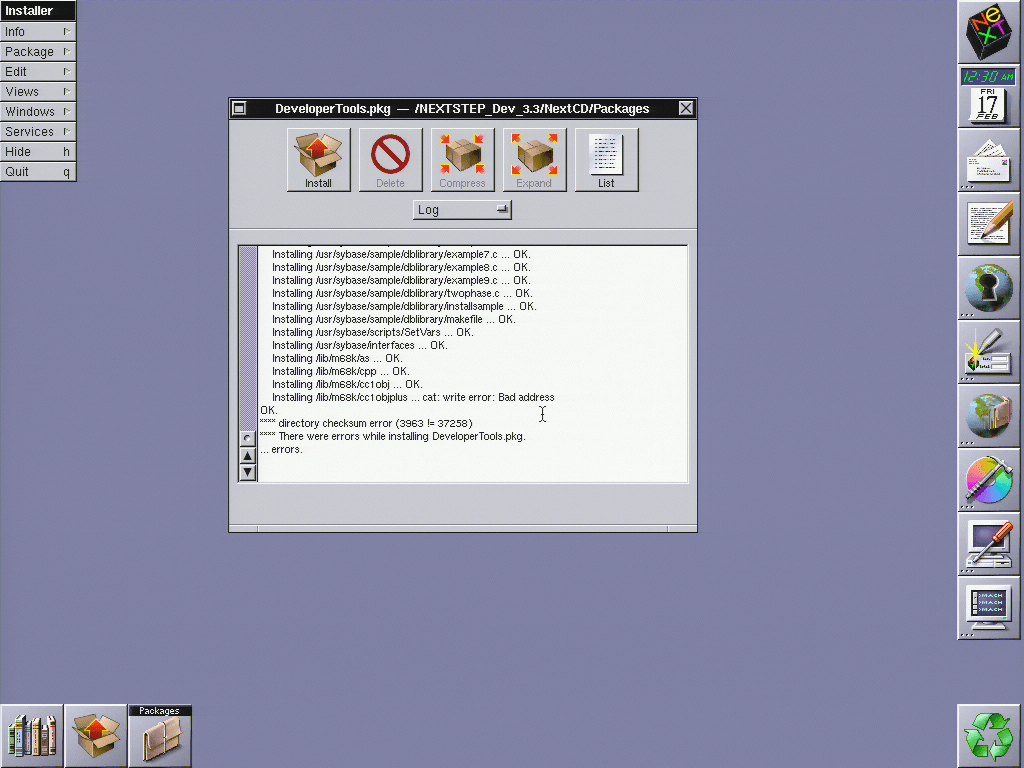 Installer
Info
Package
Edit
Views
Windows
Services
Hide h
Quit q
DeveloperTools.pkg — /NEXTSTEP_Dev_3.3/NextCD/Packages
Install
Delete
Compress
Expand
List
Log
Installing /usr/sybase/sample/dblibrary/example7.c ... OK.
Installing /usr/sybase/sample/dblibrary/example8.c ... OK.
Installing /usr/sybase/sample/dblibrary/example9.c ... OK.
Installing /usr/sybase/sample/dblibrary/twophase.c ... OK.
Installing /usr/sybase/sample/dblibrary/installsample ... OK.
Installing /usr/sybase/sample/dblibrary/makefile ... OK.
Installing /usr/sybase/scripts/SetVars ... OK.
Installing /usr/sybase/interfaces ... OK.
Installing /lib/m68k/as ... OK.
Installing /lib/m68k/cpp ... OK.
Installing /lib/m68k/cc1obj ... OK.
Installing /lib/m68k/cc1objplus ... cat: write error: Bad address
OK.
**** directory checksum error (3963 != 37258)
**** There were errors while installing DeveloperTools.pkg.
... errors.
NeXT
12:30 AM
FRI
17
FEB
>MACH
>MACH
>MACH
Packages